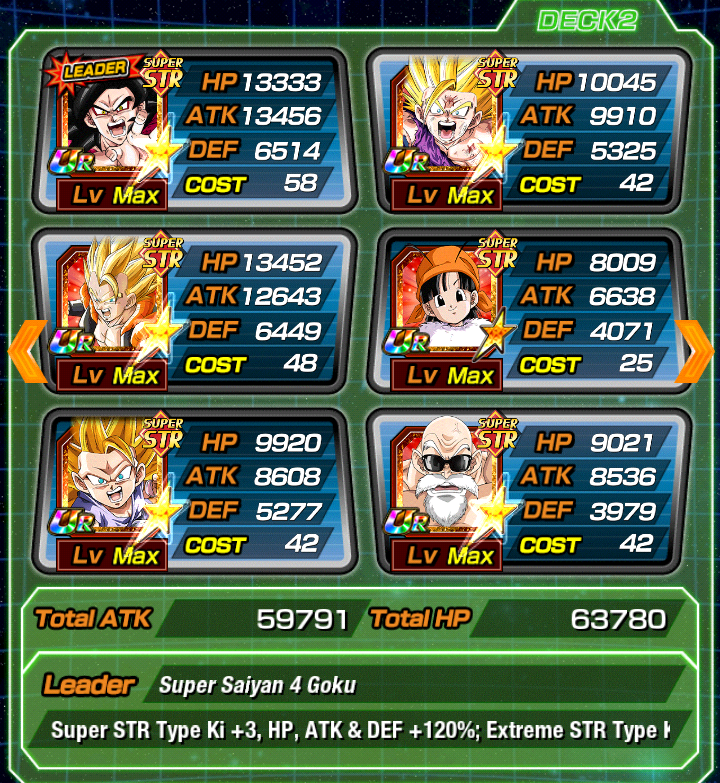 DECK2
LEADER
SUPER STR
HP 13333
ATK 13456
DEF 6514
COST 58
UR
Lv Max
SUPER STR
HP 10045
ATK 9910
DEF 5325
COST 42
UR
Lv Max
SUPER STR
HP 13452
ATK 12643
DEF 6449
COST 48
UR
Lv Max
SUPER STR
HP 8009
ATK 6638
DEF 4071
COST 25
UR
Lv Max
SUPER STR
HP 9920
ATK 8608
DEF 5277
COST 42
UR
Lv Max
SUPER STR
HP 9021
ATK 8536
DEF 3979
COST 42
UR
Lv Max
Total ATK 59791 Total HP 63780
Leader Super Saiyan 4 Goku
Super STR Type Ki +3, HP, ATK & DEF +120%; Extreme STR Type